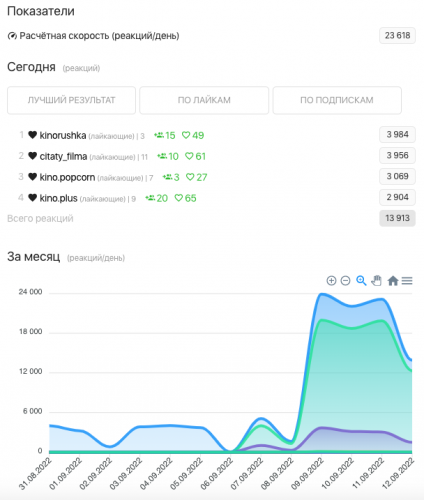 Показатели
Расчётная скорость (реакций/день) 23 618
Сегодня (реакций)
ЛУЧШИЙ РЕЗУЛЬТАТ ПО ЛАЙКАМ ПО ПОДПИСКАМ
1 kinorushka (лайкающие) | 3 15 49 3 984
2 citaty_filma (лайкающие) | 11 10 61 3 956
3 kino.popcorn (лайкающие) | 7 3 27 3 069
4 kino.plus (лайкающие) | 9 20 65 2 904
Всего реакций 13 913
За месяц (реакций/день)
24 000
18 000
12 000
6 000
0
31.08.2022 01.09.2022 02.09.2022 03.09.2022 04.09.2022 05.09.2022 06.09.2022 07.09.2022 08.09.2022 09.09.2022 10.09.2022 11.09.2022 12.09.2022